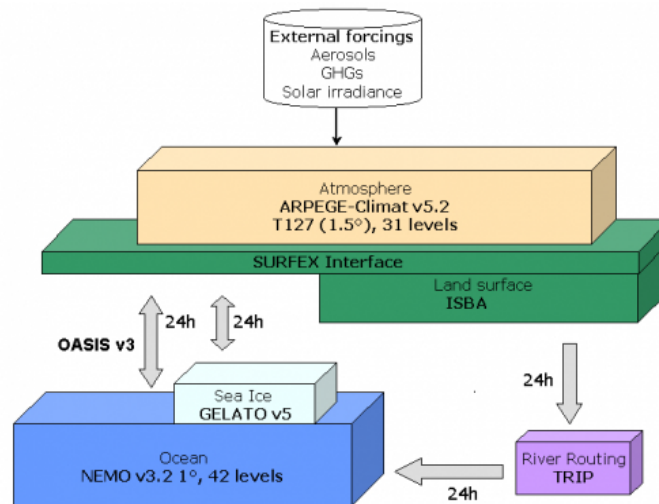 External forcings
Aerosols
GHGs
Solar irradiance
Atmosphere
ARPEGE-Climat v5.2
T127 (1.5°), 31 levels
SURFEX Interface
Land surface
ISBA
24h
24h
OASIS v3
24h
Sea Ice
GELATO v5
Ocean
NEMO v3.2 1°, 42 levels
River Routing
TRIP
24h